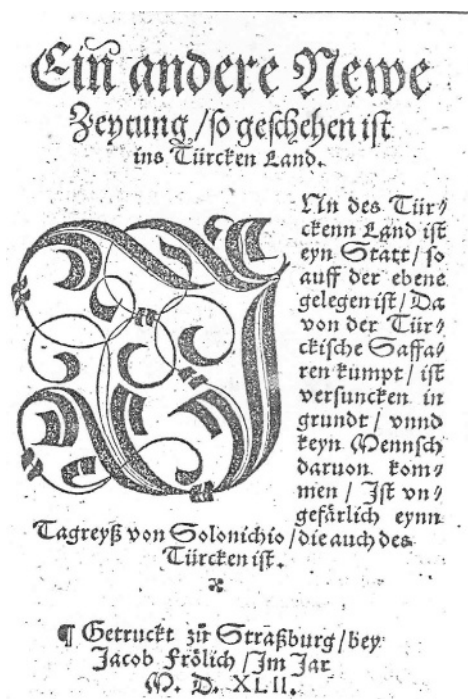 Ein andere Newe
Zeytung / so geschehen ist
ins Türcken Land.
IN des Tür⸗
ckenn Land ist
eyn Statt / so
auff der ebene
gelegen ist / Da
von der Tür⸗
ckische Saffa⸗
ren kumpt / ist
versuncken in
grundt / vnnd
keyn Mennsch
daruon kom⸗
men / Ist vn⸗
gefärlich eynn
Tagreyß von Solonichio / die auch des
Türcken ist.
¶ Getruckt zů Straßburg / bey
Jacob Frölich / Im Jar
M. D. XLII.